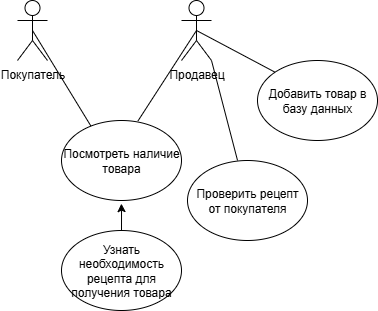 Покупатель
Продавец
Добавить товар в
базу данных
Посмотреть наличие
товара
Проверить рецепт
от покупателя
Узнать
необходимость
рецепта для
получения товара